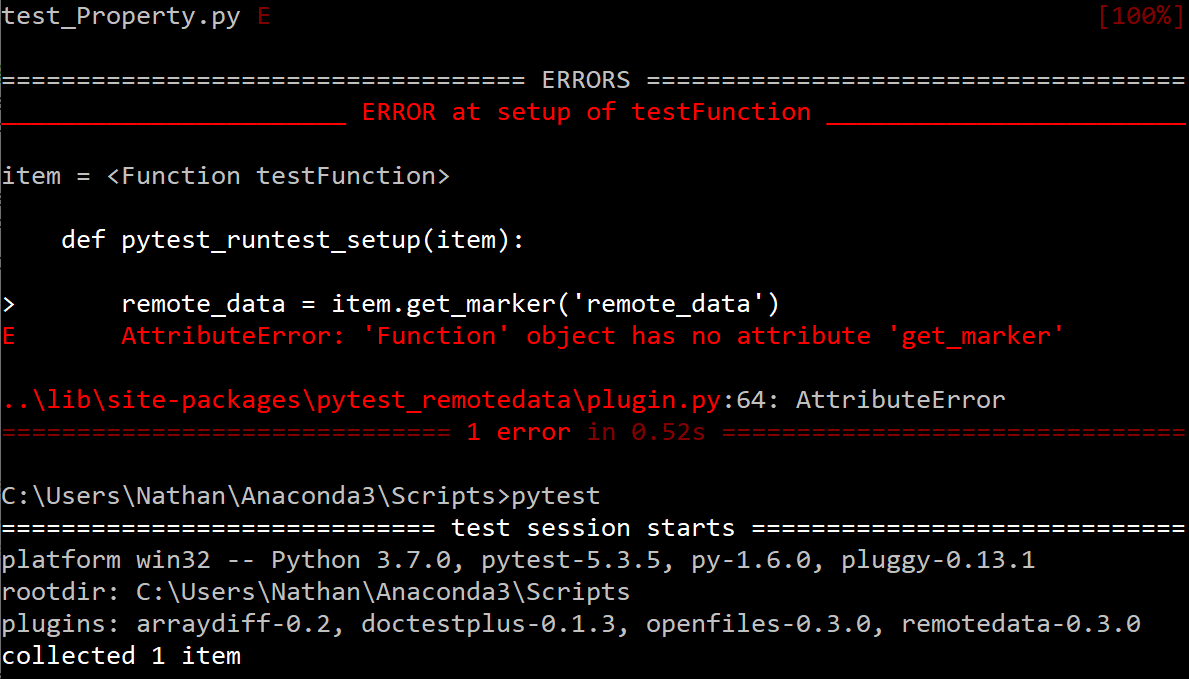 test_Property.py E [100%]
=================================== ERRORS ====================================
_______________________ ERROR at setup of testFunction ________________________
item = <Function testFunction>
def pytest_runtest_setup(item):
> remote_data = item.get_marker('remote_data')
E AttributeError: 'Function' object has no attribute 'get_marker'
..\lib\site-packages\pytest_remotedata\plugin.py:64: AttributeError
============================== 1 error in 0.52s ===============================
C:\Users\Nathan\Anaconda3\Scripts>pytest
============================= test session starts =============================
platform win32 -- Python 3.7.0, pytest-5.3.5, py-1.6.0, pluggy-0.13.1
rootdir: C:\Users\Nathan\Anaconda3\Scripts
plugins: arraydiff-0.2, doctestplus-0.1.3, openfiles-0.3.0, remotedata-0.3.0
collected 1 item